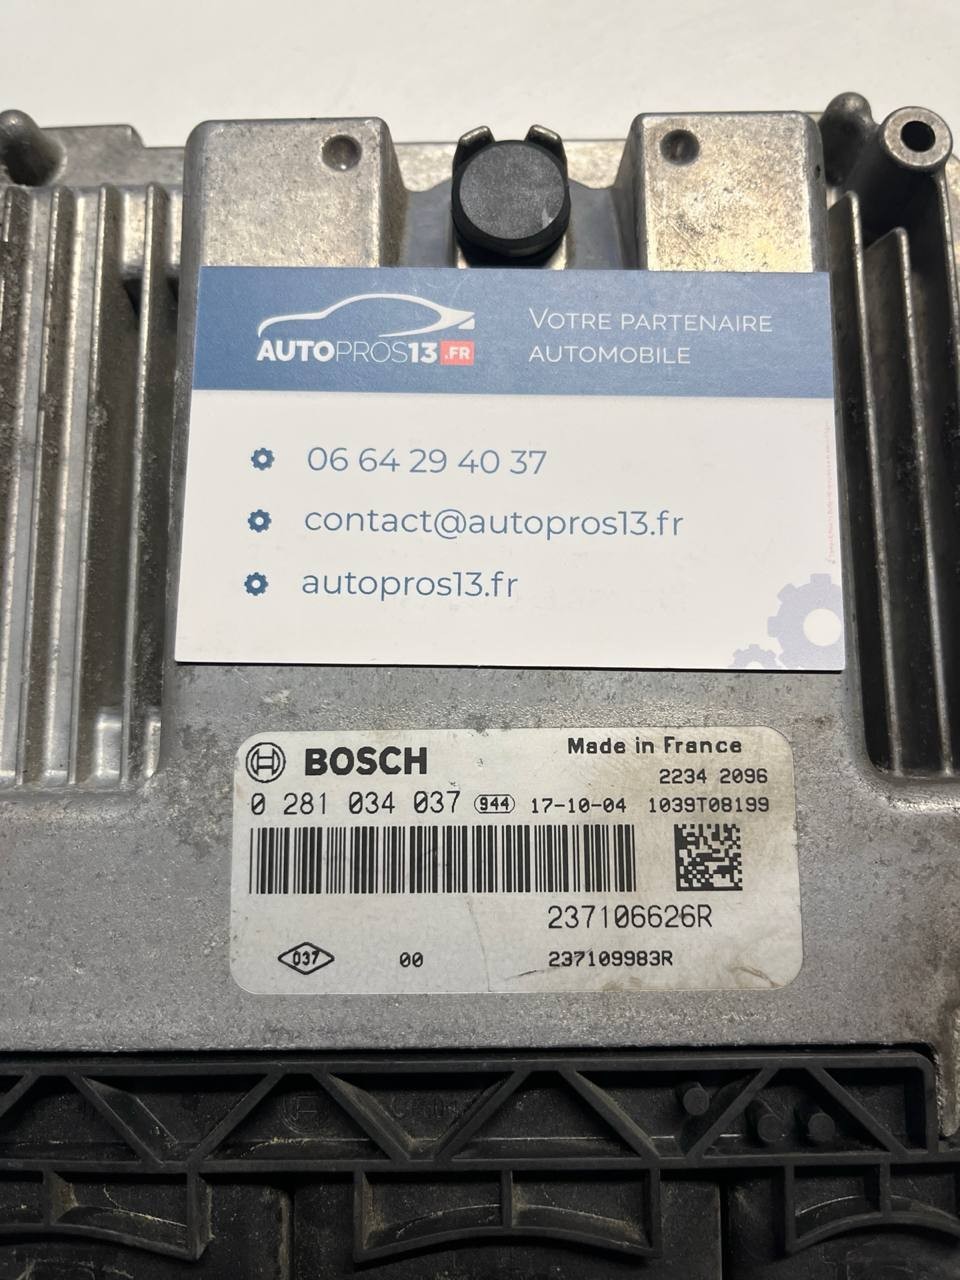 AUTOPROS13.FR
VOTRE PARTENAIRE
AUTOMOBILE
06 64 29 40 37
contact@autopros13.fr
autopros13.fr
BOSCH
Made in France
2234 2096
0 281 034 037 944 17-10-04 1039T08199
237106626R
037 00 237109983R